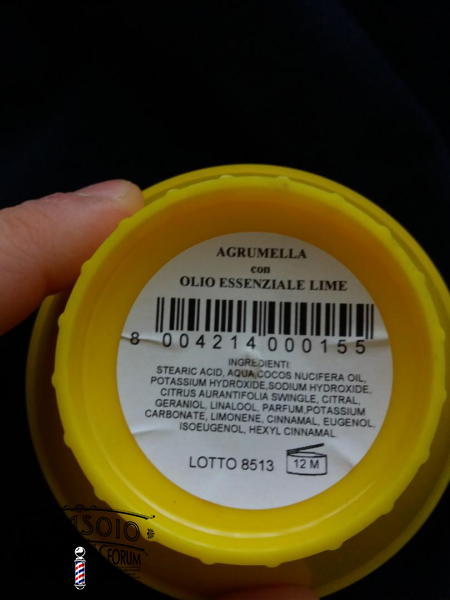 AGRUMELLA
con
OLIO ESSENZIALE LIME
8 004214 000155
INGREDIENTI:
STEARIC ACID, AQUA,COCOS NUCIFERA OIL,
POTASSIUM HYDROXIDE,SODIUM HYDROXIDE,
CITRUS AURANTIFOLIA SWINGLE, CITRAL,
GERANIOL, LINALOOL, PARFUM,POTASSIUM
CARBONATE, LIMONENE, CINNAMAL, EUGENOL,
ISOEUGENOL, HEXYL CINNAMAL
LOTTO 8513
12 M
FORUM